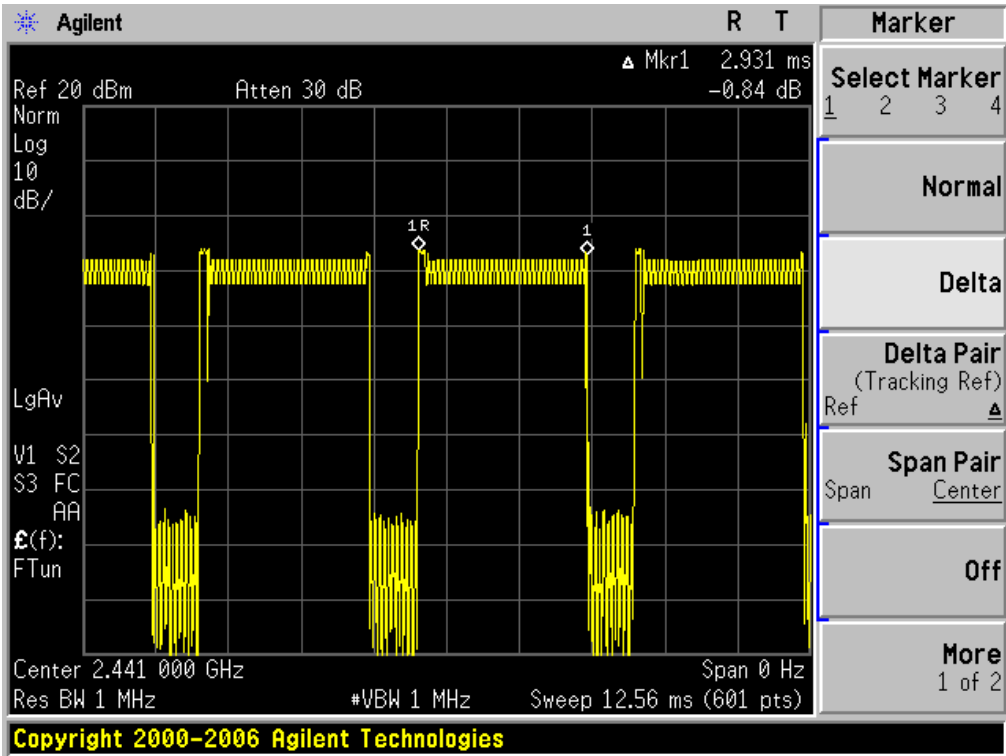 Agilent R T
Δ Mkr1 2.931 ms
Ref 20 dBm Atten 30 dB -0.84 dB
Norm
Log
10
dB/
1R
1
LgAv
V1 S2
S3 FC
AA
£(f):
FTun
Center 2.441 000 GHz Span 0 Hz
Res BW 1 MHz #VBW 1 MHz Sweep 12.56 ms (601 pts)
Copyright 2000-2006 Agilent Technologies
Marker
Select Marker
1 2 3 4
Normal
Delta
Delta Pair
(Tracking Ref)
Ref Δ
Span Pair
Span Center
Off
More
1 of 2